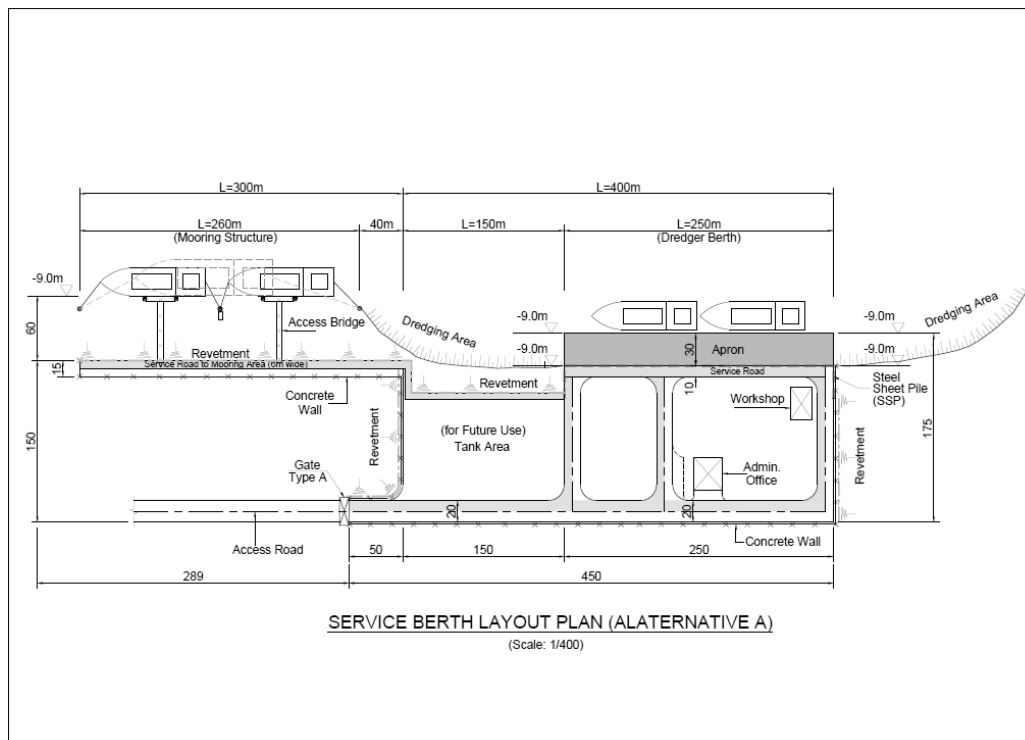 L=300m
L=400m
L=260m
(Mooring Structure)
40m
L=150m
L=250m
(Dredger Berth)
-9.0m
-9.0m
-9.0m
Dredging Area
Dredging Area
60
Access Bridge
-9.0m
-9.0m
30
Apron
Revetment
Service Road to Mooring Area (6m wide)
15
Revetment
Service Road
10
Steel
Sheet Pile
(SSP)
Concrete
Wall
Workshop
150
Revetment
(for Future Use)
Tank Area
175
Revetment
Gate
Type A
Admin.
Office
20
20
Access Road
50
150
250
Concrete Wall
289
450
SERVICE BERTH LAYOUT PLAN (ALATERNATIVE A)
(Scale: 1/400)